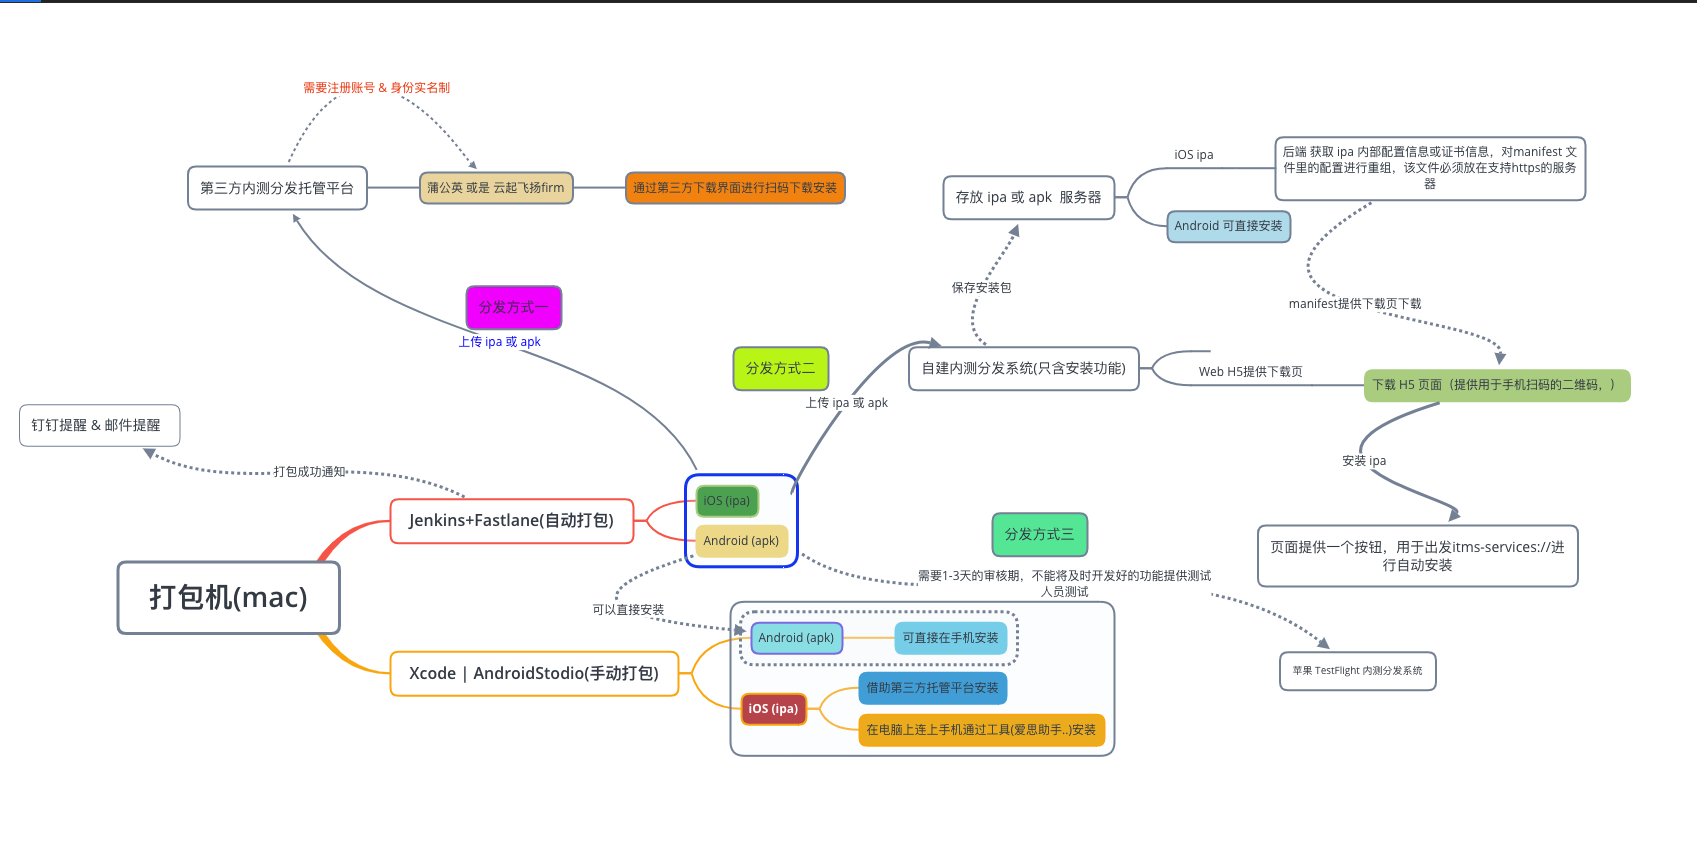 需要注册账号 & 身份实名制
第三方内测分发托管平台
蒲公英 或是 云起飞扬firm
通过第三方下载界面进行扫码下载安装
iOS ipa
后端 获取 ipa 内部配置信息或证书信息，对manifest 文
件里的配置进行重组，该文件必须放在支持https的服务
器
存放 ipa 或 apk 服务器
Android 可直接安装
保存安装包
manifest提供下载页下载
分发方式一
上传 ipa 或 apk
分发方式二
自建内测分发系统(只含安装功能)
Web H5提供下载页
下载 H5 页面（提供用于手机扫码的二维码，）
上传 ipa 或 apk
钉钉提醒 & 邮件提醒
打包成功通知
安装 ipa
iOS (ipa)
Jenkins+Fastlane(自动打包)
Android (apk)
分发方式三
页面提供一个按钮，用于出发itms-services://进
行自动安装
需要1-3天的审核期，不能将及时开发好的功能提供测试
人员测试
打包机(mac)
可以直接安装
Android (apk)
可直接在手机安装
Xcode | AndroidStodio(手动打包)
苹果 TestFlight 内测分发系统
借助第三方托管平台安装
iOS (ipa)
在电脑上连上手机通过工具(爱思助手..)安装